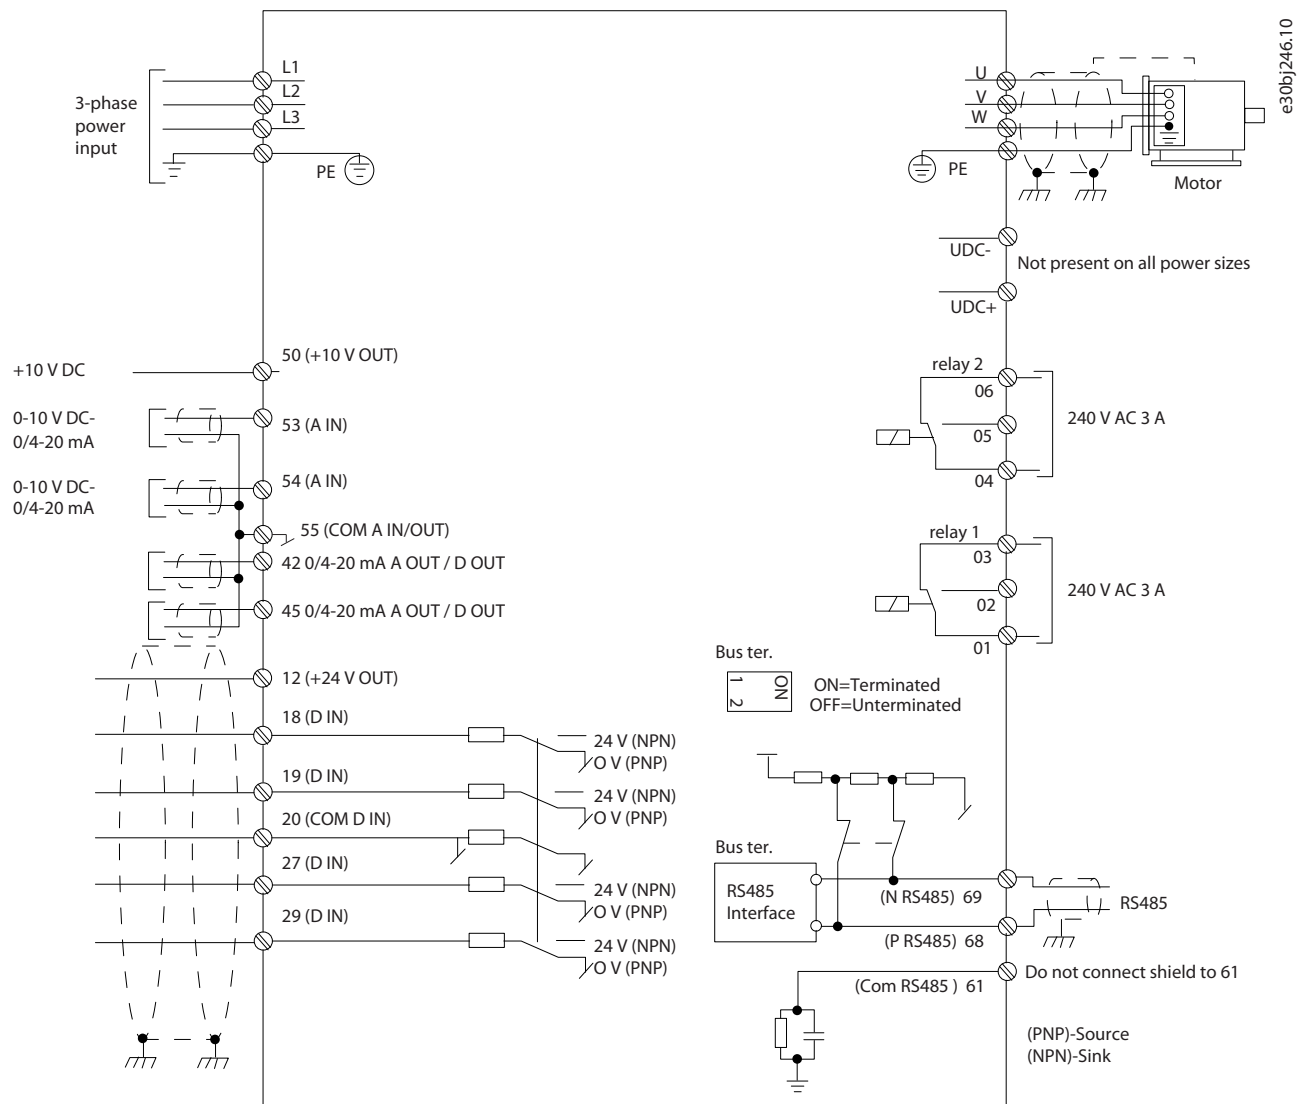 e30bj246.10
L1
L2
L3
3-phase
power
input
PE
U
V
W
PE
Motor
UDC-
Not present on all power sizes
UDC+
50 (+10 V OUT)
+10 V DC
0-10 V DC-
0/4-20 mA
53 (A IN)
0-10 V DC-
0/4-20 mA
54 (A IN)
55 (COM A IN/OUT)
42 0/4-20 mA A OUT / D OUT
45 0/4-20 mA A OUT / D OUT
12 (+24 V OUT)
18 (D IN)
24 V (NPN)
O V (PNP)
19 (D IN)
24 V (NPN)
O V (PNP)
20 (COM D IN)
27 (D IN)
24 V (NPN)
O V (PNP)
29 (D IN)
24 V (NPN)
O V (PNP)
relay 2
06
05
04
240 V AC 3 A
relay 1
03
02
01
240 V AC 3 A
Bus ter.
1
2
ON
ON=Terminated
OFF=Unterminated
Bus ter.
RS485
Interface
(N RS485) 69
RS485
(P RS485) 68
(Com RS485 ) 61
Do not connect shield to 61
(PNP)-Source
(NPN)-Sink